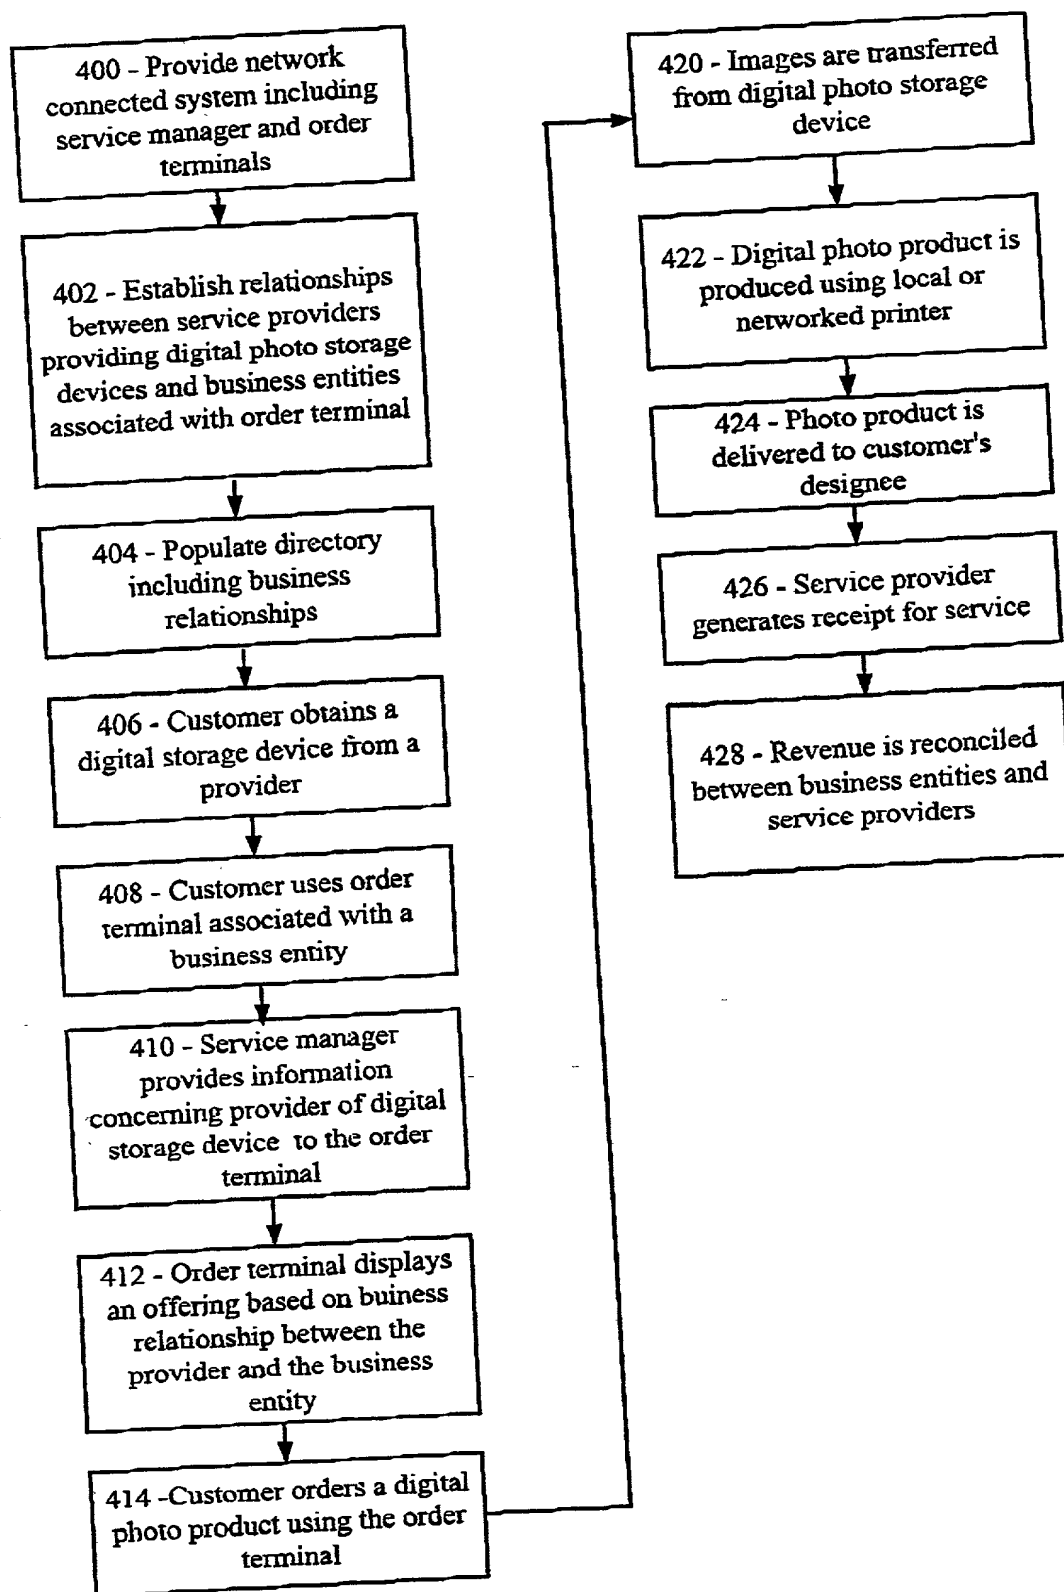 400 - Provide network
connected system including
service manager and order
terminals
402 - Establish relationships
between service providers
providing digital photo storage
devices and business entities
associated with order terminal
404 - Populate directory
including business
relationships
406 - Customer obtains a
digital storage device from a
provider
408 - Customer uses order
terminal associated with a
business entity
410 - Service manager
provides information
concerning provider of digital
storage device to the order
terminal
412 - Order terminal displays
an offering based on buiness
relationship between the
provider and the business
entity
414 -Customer orders a digital
photo product using the order
terminal
420 - Images are transferred
from digital photo storage
device
422 - Digital photo product is
produced using local or
networked printer
424 - Photo product is
delivered to customer's
designee
426 - Service provider
generates receipt for service
428 - Revenue is reconciled
between business entities and
service providers